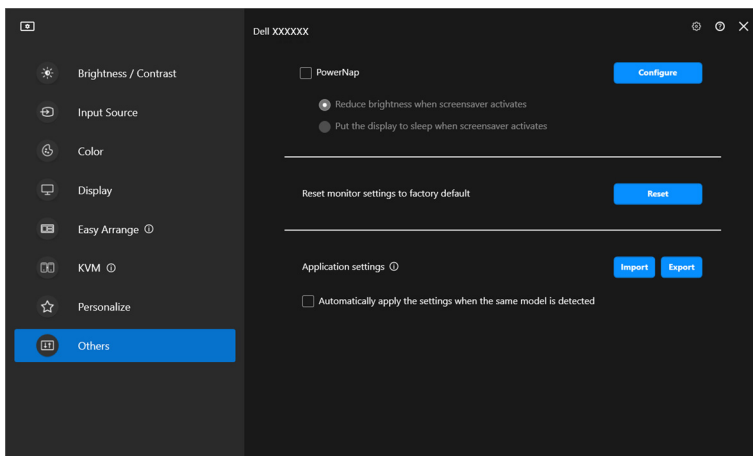 Dell XXXXXX
Brightness / Contrast
Input Source
Color
Display
Easy Arrange
KVM
Personalize
Others
PowerNap
Configure
Reduce brightness when screensaver activates
Put the display to sleep when screensaver activates
Reset monitor settings to factory default
Reset
Application settings
Import
Export
Automatically apply the settings when the same model is detected